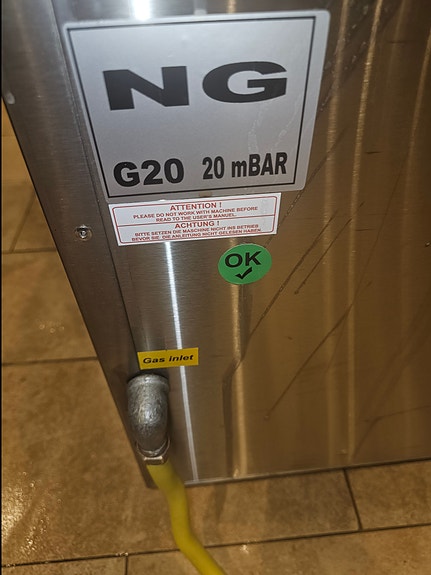 NG
G20 20 mBAR
ATTENTION !
PLEASE DO NOT WORK WITH MACHINE BEFORE
READ TO THE USER'S MANUEL.
ACHTUNG !
BITTE SETZEN DIE MASCHINE NICHT INS BETRIEB
BEVOR SIE DIE ANLEITUNG NICHT GELESEN HABEN
OK
Gas inlet